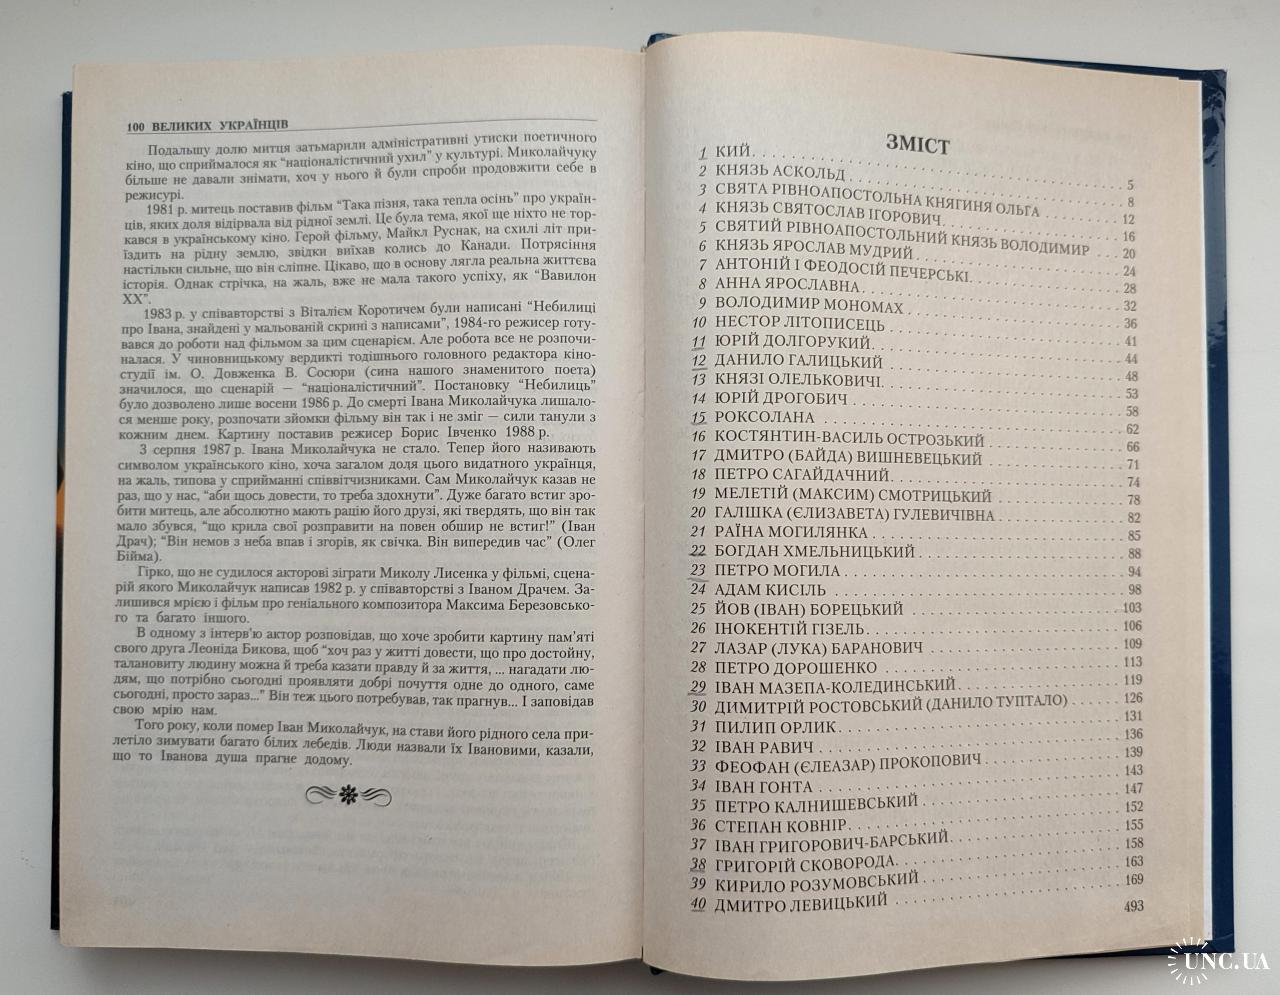 100 ВЕЛИКИХ УКРАЇНЦІВ
Подальшу долю митця затьмарили адміністративні утиски поетичного
кіно, що сприймалося як “націоналістичний ухил” у культурі. Миколайчуку
більше не давали знімати, хоч у нього й були спроби продовжити себе в
режисурі.
1981 р. митець поставив фільм “Така пізня, така тепла осінь” про україн-
ців, яких доля відірвала від рідної землі. Це була тема, якої ще ніхто не тор-
кався в українському кіно. Герой фільму, Майкл Руснак, на схилі літ при-
їздить на рідну землю, звідки виїхав колись до Канади. Потрясіння
настільки сильне, що він сліпне. Цікаво, що в основу лягла реальна життєва
історія. Однак стрічка, на жаль, вже не мала такого успіху, як “Вавилон
ХХ”.
1983 р. у співавторстві з Віталієм Коротичем були написані “Небилиці
про Івана, знайдені у мальованій скрині з написами”, 1984-го режисер готу-
вався до роботи над фільмом за цим сценарієм. Але робота все не розпочи-
налася. У чиновницькому вердикті тодішнього головного редактора кіно-
студії ім. О. Довженка В. Сосюри (сина нашого знаменитого поета)
значилося, що сценарій — “націоналістичний”. Постановку “Небилиць”
було дозволено лише восени 1986 р. До смерті Івана Миколайчука лишало-
ся менше року, розпочати зйомки фільму він так і не зміг — сили танули з
кожним днем. Картину поставив режисер Борис Івченко 1988 р.
3 серпня 1987 р. Івана Миколайчука не стало. Тепер його називають
символом українського кіно, хоча загалом доля цього видатного українця,
на жаль, типова у сприйманні співвітчизниками. Сам Миколайчук казав не
раз, що у нас, “аби щось довести, то треба здохнути”. Дуже багато встиг зро-
бити митець, але абсолютно мають рацію його друзі, які твердять, що він так
мало збувся, “що крила свої розправити на повен обшир не встиг!” (Іван
Драч); “Він немов з неба впав і згорів, як свічка. Він випередив час” (Олег
Бійма).
Гірко, що не судилося акторові зіграти Миколу Лисенка у фільмі, сцена-
рій якого Миколайчук написав 1982 р. у співавторстві з Іваном Драчем. За-
лишився мрією і фільм про геніального композитора Максима Березовсько-
го та багато іншого.
В одному з інтерв’ю актор розповідав, що хоче зробити картину пам’яті
свого друга Леоніда Бикова, щоб “хоч раз у житті довести, що про достойну,
талановиту людину можна й треба казати правду й за життя, ... нагадати лю-
дям, що потрібно сьогодні проявляти добрі почуття одне до одного, саме
сьогодні, просто зараз...” Він теж цього потребував, так прагнув... І заповідав
свою мрію нам.
Того року, коли помер Іван Миколайчук, на стави його рідного села при-
летіло зимувати багато білих лебедів. Люди назвали їх Івановими, казали,
що то Іванова душа прагне додому.
ЗМІСТ
1 КИЙ 5
2 КНЯЗЬ АСКОЛЬД 8
3 СВЯТА РІВНОАПОСТОЛЬНА КНЯГИНЯ ОЛЬГА 12
4 КНЯЗЬ СВЯТОСЛАВ ІГОРОВИЧ 16
5 СВЯТИЙ РІВНОАПОСТОЛЬНИЙ КНЯЗЬ ВОЛОДИМИР 20
6 КНЯЗЬ ЯРОСЛАВ МУДРИЙ 24
7 АНТОНІЙ І ФЕОДОСІЙ ПЕЧЕРСЬКІ 28
8 АННА ЯРОСЛАВНА 32
9 ВОЛОДИМИР МОНОМАХ 36
10 НЕСТОР ЛІТОПИСЕЦЬ 41
11 ЮРІЙ ДОЛГОРУКИЙ 44
12 ДАНИЛО ГАЛИЦЬКИЙ 48
13 КНЯЗІ ОЛЕЛЬКОВИЧІ 53
14 ЮРІЙ ДРОГОБИЧ 58
15 РОКСОЛАНА 62
16 КОСТЯНТИН-ВАСИЛЬ ОСТРОЗЬКИЙ 66
17 ДМИТРО (БАЙДА) ВИШНЕВЕЦЬКИЙ 71
18 ПЕТРО САГАЙДАЧНИЙ 74
19 МЕЛЕТІЙ (МАКСИМ) СМОТРИЦЬКИЙ 78
20 ГАЛШКА (ЄЛИЗАВЕТА) ГУЛЕВИЧІВНА 82
21 РАЇНА МОГИЛЯНКА 85
22 БОГДАН ХМЕЛЬНИЦЬКИЙ 88
23 ПЕТРО МОГИЛА 94
24 АДАМ КИСІЛЬ 98
25 ЙОВ (ІВАН) БОРЕЦЬКИЙ 103
26 ІНОКЕНТІЙ ГІЗЕЛЬ 106
27 ЛАЗАР (ЛУКА) БАРАНОВИЧ 109
28 ПЕТРО ДОРОШЕНКО 113
29 ІВАН МАЗЕПА-КОЛЕДИНСЬКИЙ 119
30 ДИМИТРІЙ РОСТОВСЬКИЙ (ДАНИЛО ТУПТАЛО) 126
31 ПИЛИП ОРЛИК 131
32 ІВАН РАВИЧ 136
33 ФЕОФАН (ЄЛЕАЗАР) ПРОКОПОВИЧ 139
34 ІВАН ГОНТА 143
35 ПЕТРО КАЛНИШЕВСЬКИЙ 147
36 СТЕПАН КОВНІР 152
37 ІВАН ГРИГОРОВИЧ-БАРСЬКИЙ 155
38 ГРИГОРІЙ СКОВОРОДА 158
39 КИРИЛО РОЗУМОВСЬКИЙ 163
40 ДМИТРО ЛЕВИЦЬКИЙ 169
493
UNC.UA